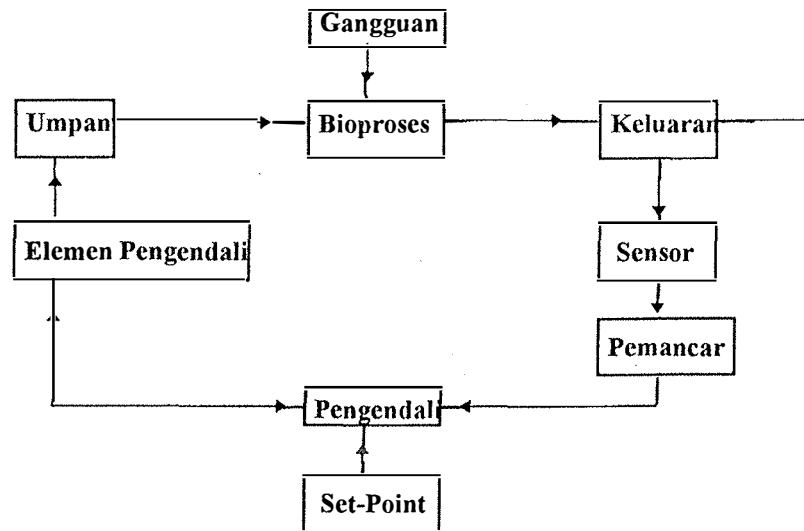 Gangguan
Umpan
Bioproses
Keluaran
Elemen Pengendali
Sensor
Pemancar
Pengendali
Set-Point